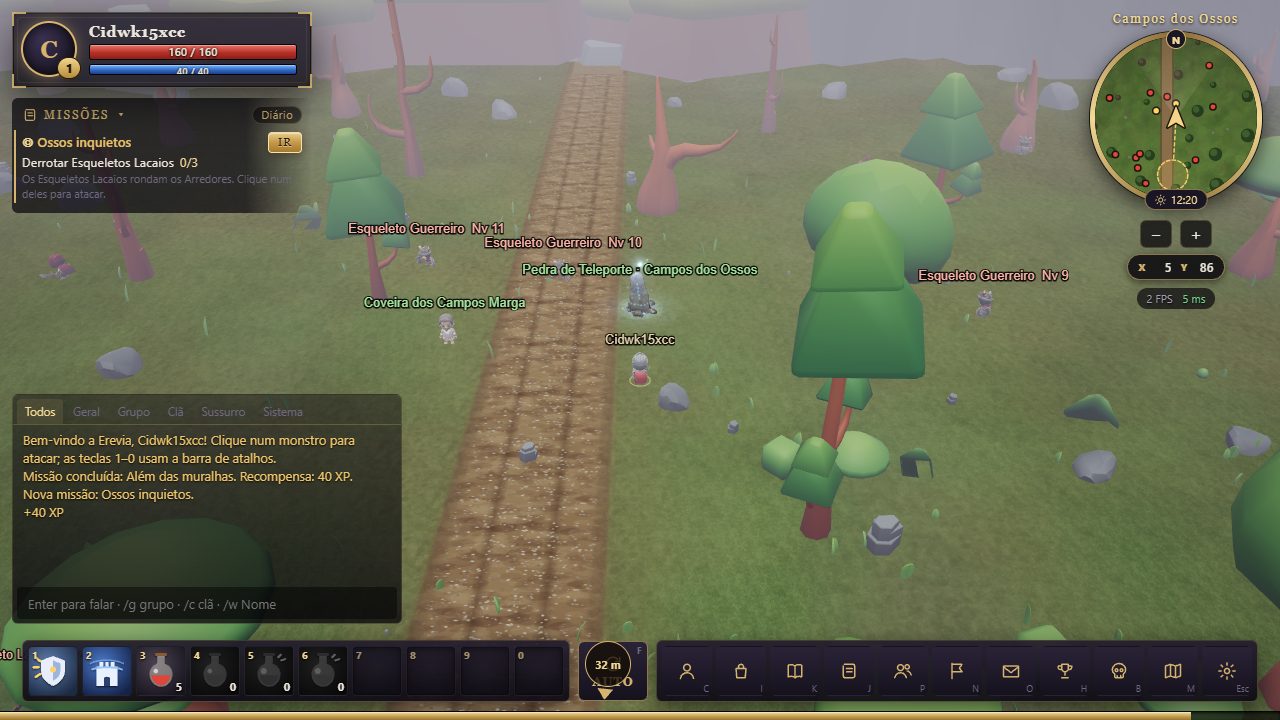 Cidwk15xcc
C
1
160 / 160
40 / 40
MISSÕES
Diário
Ossos inquietos
IR
Derrotar Esqueletos Lacaios 0/3
Os Esqueletos Lacaios rondam os Arredores. Clique num
deles para atacar.
Campos dos Ossos
N
12:20
− +
X 5 Y 86
2 FPS 5 ms
Esqueleto Guerreiro Nv 11
Esqueleto Guerreiro Nv 10
Pedra de Teleporte • Campos dos Ossos
Esqueleto Guerreiro Nv 9
Coveira dos Campos Marga
Cidwk15xcc
Todos Geral Grupo Clã Sussurro Sistema
Bem-vindo a Erevia, Cidwk15xcc! Clique num monstro para
atacar; as teclas 1–0 usam a barra de atalhos.
Missão concluída: Além das muralhas. Recompensa: 40 XP.
Nova missão: Ossos inquietos.
+40 XP
Enter para falar · /g grupo · /c clã · /w Nome
1 2 3 5 4 0 5 0 6 0 7 8 9 0
32 m
AUTO
F
C I K J P N O H B M Esc